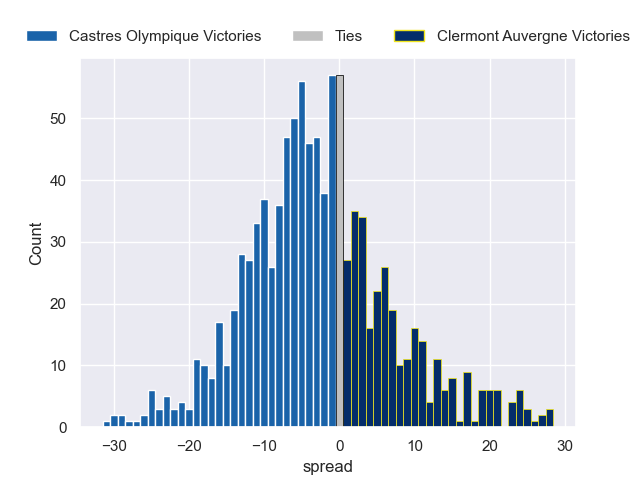 Castres Olympique Victories Ties Clermont Auvergne Victories
50
40
30
20
10
0
Count
−30 −20 −10 0 10 20 30
spread